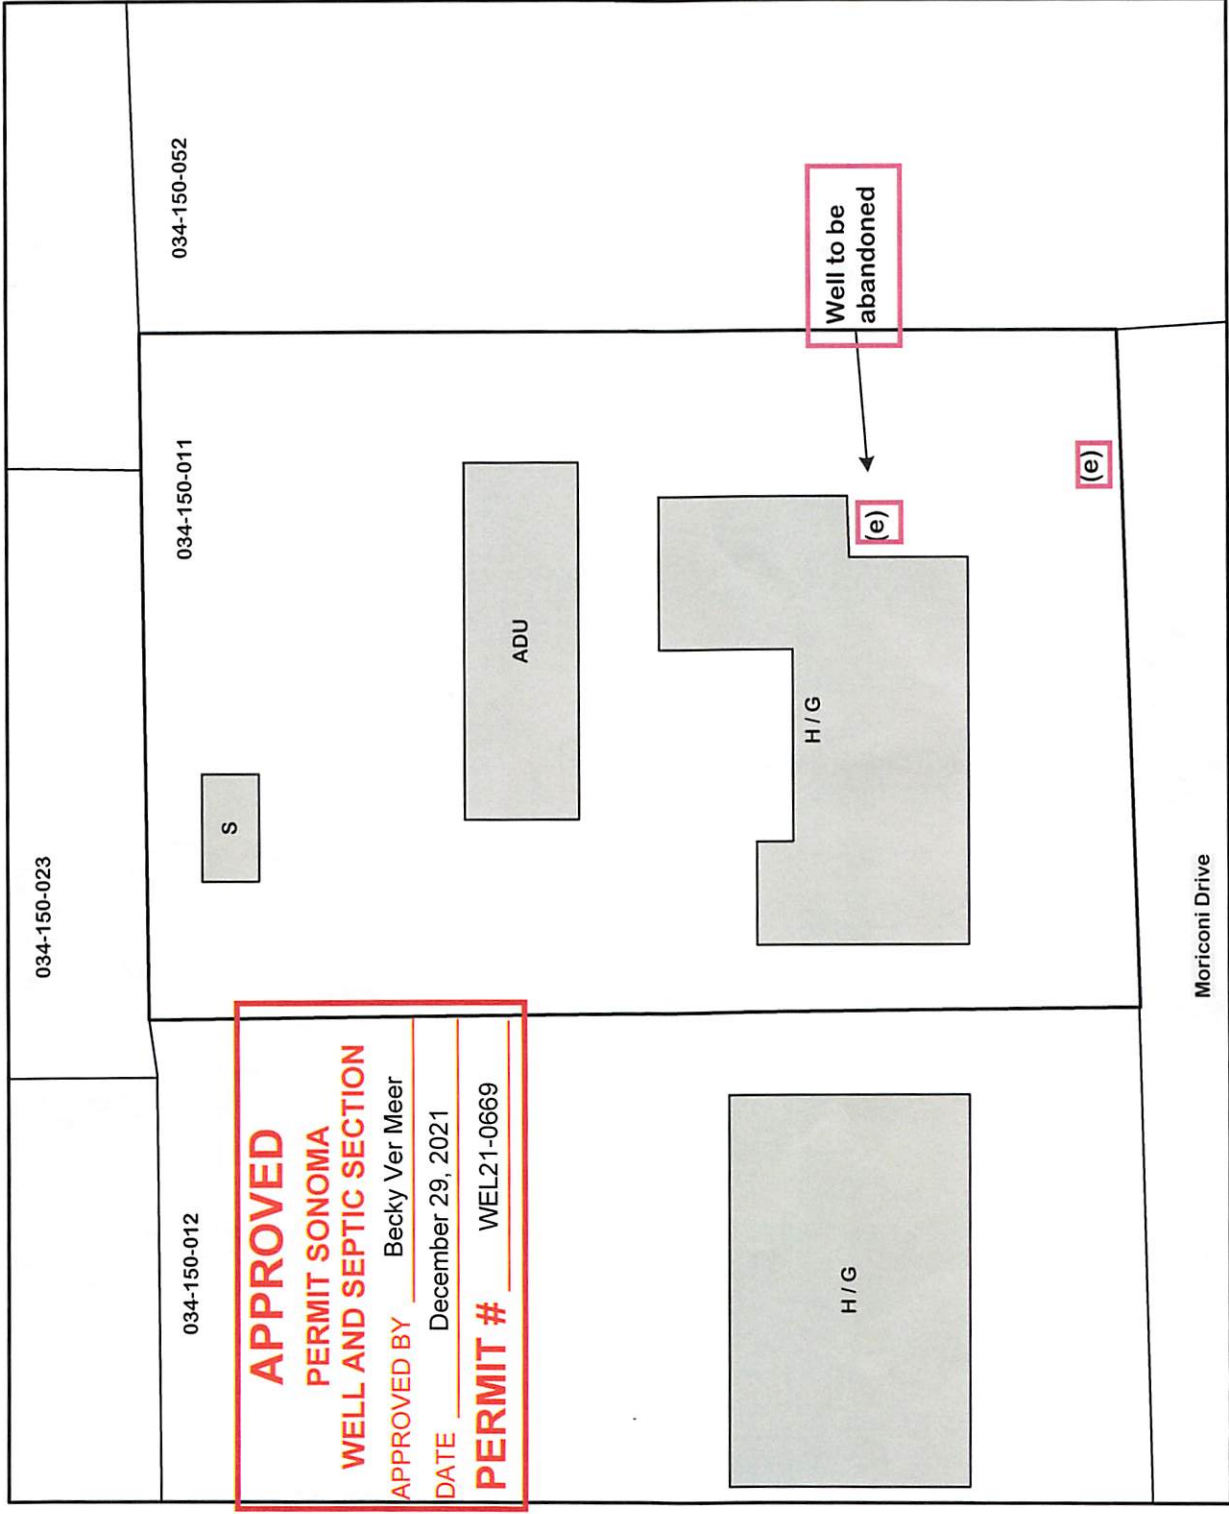 034-150-023
034-150-012
034-150-011
034-150-052
APPROVED
PERMIT SONOMA
WELL AND SEPTIC SECTION
APPROVED BY Becky Ver Meer
DATE December 29, 2021
PERMIT # WEL21-0669
S
ADU
H / G
H / G
Well to be
abandoned
(e)
(e)
Moriconi Drive